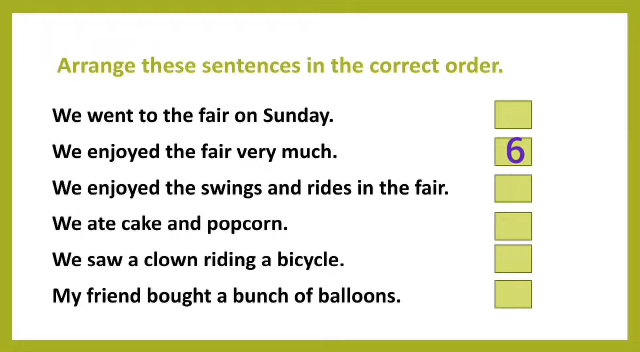 Arrange these sentences in the correct order.
We went to the fair on Sunday.
We enjoyed the fair very much. 6
We enjoyed the swings and rides in the fair.
We ate cake and popcorn.
We saw a clown riding a bicycle.
My friend bought a bunch of balloons.